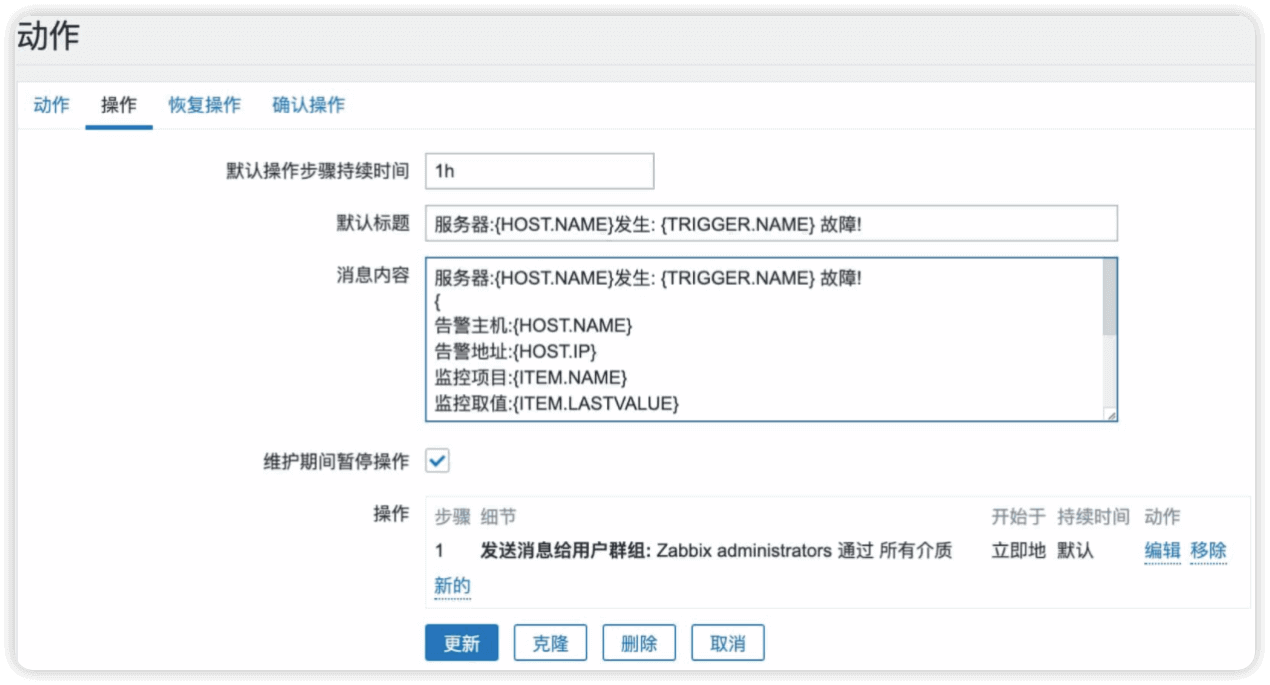 动作
动作 操作 恢复操作 确认操作
默认操作步骤持续时间 1h
默认标题 服务器:{HOST.NAME}发生: {TRIGGER.NAME} 故障!
消息内容 服务器:{HOST.NAME}发生: {TRIGGER.NAME} 故障!
{
告警主机:{HOST.NAME}
告警地址:{HOST.IP}
监控项目:{ITEM.NAME}
监控取值:{ITEM.LASTVALUE}
维护期间暂停操作
操作 步骤 细节 开始于 持续时间 动作
1 发送消息给用户群组: Zabbix administrators 通过 所有介质 立即地 默认 编辑 移除
新的
更新 克隆 删除 取消